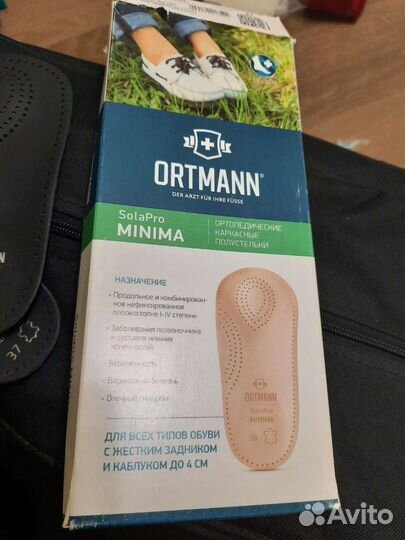 ORTMANN®
DER ARZT FÜR IHRE FÜSSE
SolaPro
MINIMA
ОРТОПЕДИЧЕСКИЕ
КАРКАСНЫЕ
ПОЛУСТЕЛЬКИ
НАЗНАЧЕНИЕ
• Продольное и комбинирован-
ное нефиксированное
плоскостопие I-IV степени
• Заболевания позвоночника
и суставов нижних
конечностей
• Беременность
• Варикозная болезнь
• Отечный синдром
ДЛЯ ВСЕХ ТИПОВ ОБУВИ
С ЖЕСТКИМ ЗАДНИКОМ
И КАБЛУКОМ ДО 4 СМ
ORTMANN
SolaPro
MINIMA
MANN
37
Avito